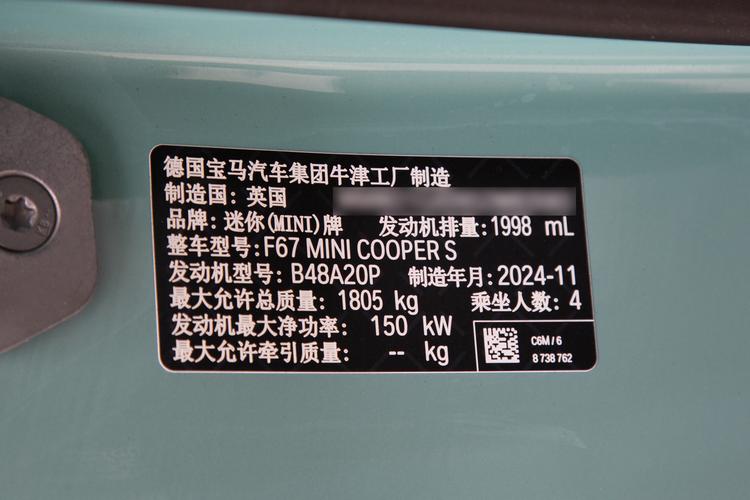 德国宝马汽车集团牛津工厂制造
制造国: 英国
品牌: 迷你(MINI)牌 发动机排量: 1998 mL
整车型号: F67 MINI COOPER S
发动机型号: B48A20P 制造年月: 2024-11
最大允许总质量: 1805 kg 乘坐人数: 4
发动机最大净功率: 150 kW
最大允许牵引质量: -- kg
C6M / 6
8 738 762